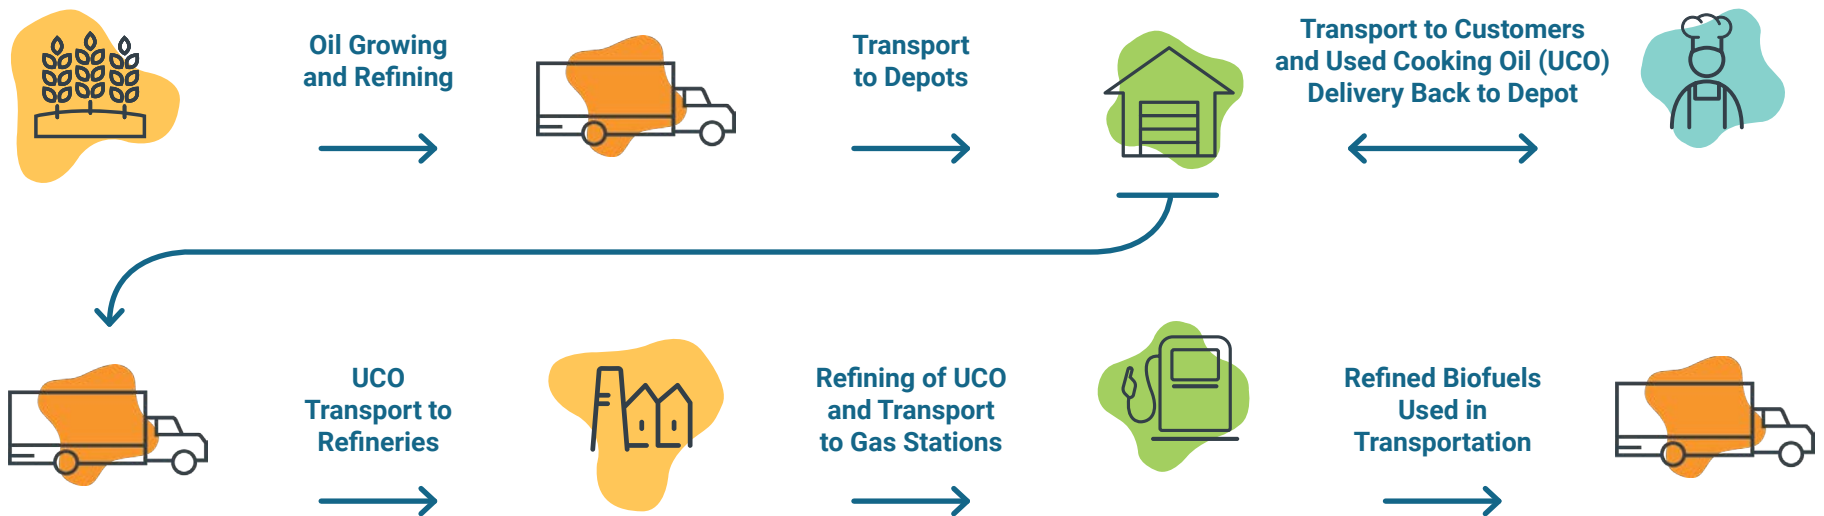 Oil Growing
and Refining
Transport
to Depots
Transport to Customers
and Used Cooking Oil (UCO)
Delivery Back to Depot
UCO
Transport to
Refineries
Refining of UCO
and Transport
to Gas Stations
Refined Biofuels
Used in
Transportation